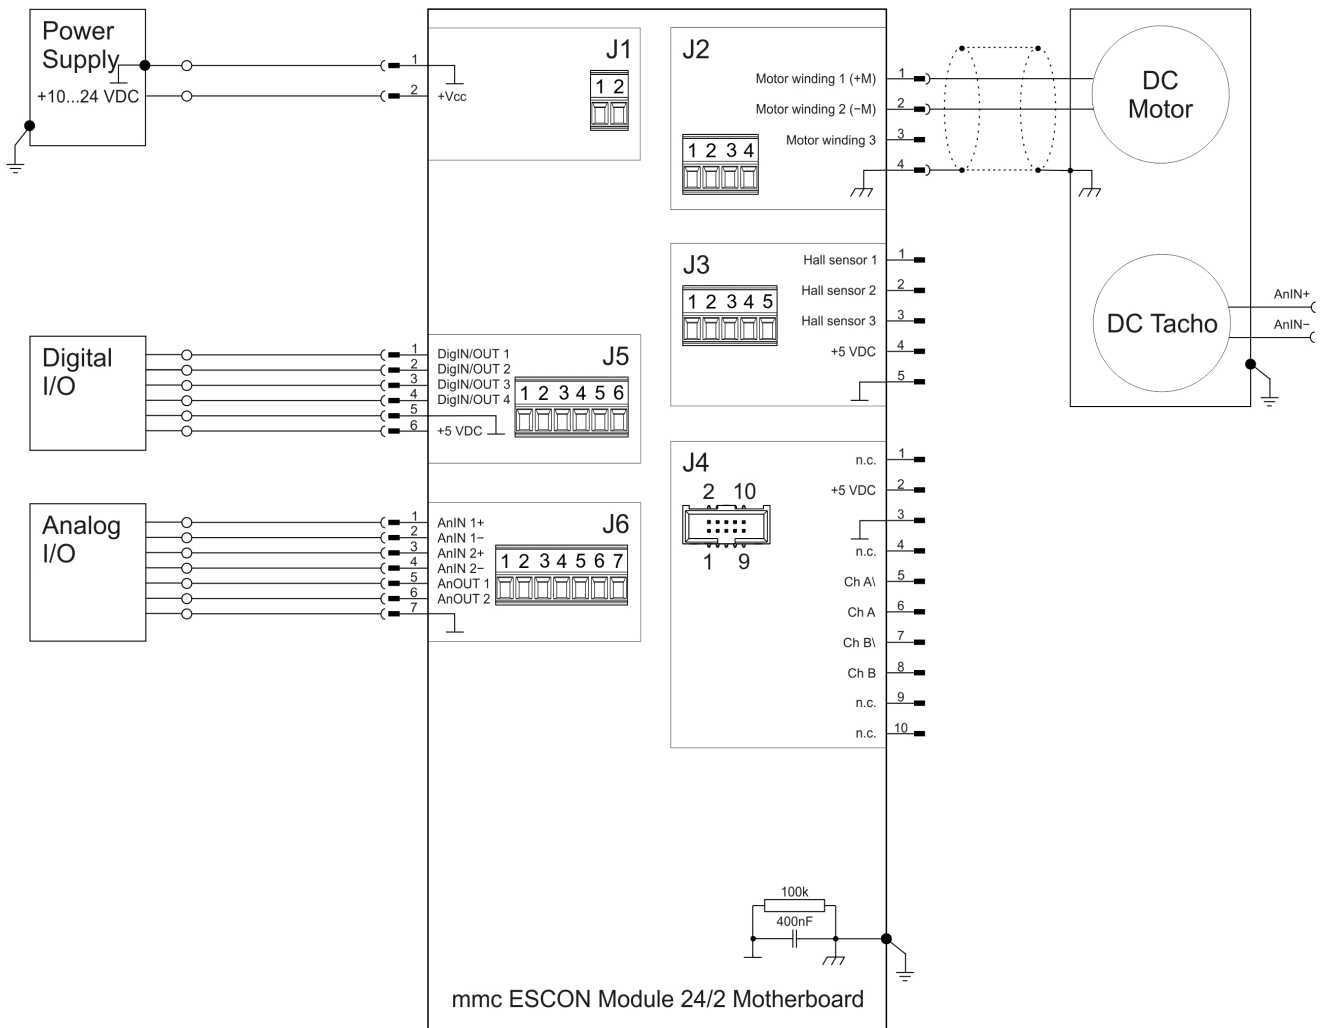 Power
Supply
+10...24 VDC
1
2
+Vcc
J1
1 2
J2
Motor winding 1 (+M)
1
Motor winding 2 (−M)
2
Motor winding 3
3
4
1 2 3 4
DC
Motor
J3
Hall sensor 1
1
Hall sensor 2
2
Hall sensor 3
3
+5 VDC
4
5
1 2 3 4 5
DC Tacho
AnIN+
AnIN−
Digital
I/O
1
DigIN/OUT 1
2
DigIN/OUT 2
3
DigIN/OUT 3
4
DigIN/OUT 4
5
6
+5 VDC
J5
1 2 3 4 5 6
J4
2 10
1 9
n.c.
1
+5 VDC
2
3
n.c.
4
Ch A\
5
Ch A
6
Ch B\
7
Ch B
8
n.c.
9
n.c.
10
Analog
I/O
1
AnIN 1+
2
AnIN 1−
3
AnIN 2+
4
AnIN 2−
5
AnOUT 1
6
AnOUT 2
7
J6
1 2 3 4 5 6 7
100k
400nF
mmc ESCON Module 24/2 Motherboard